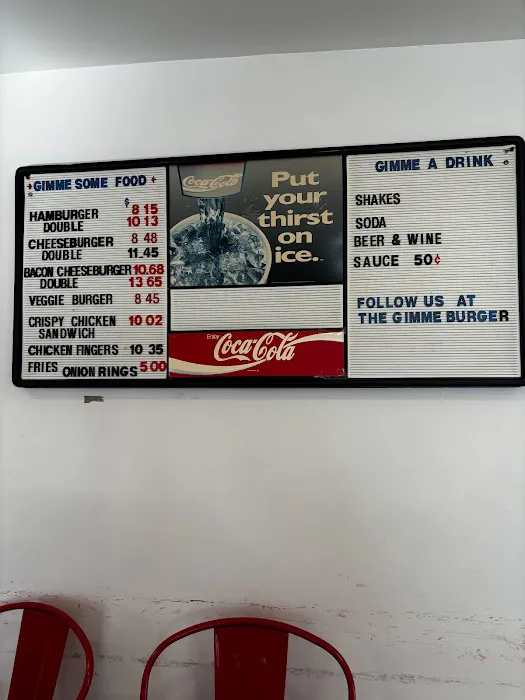 GIMME SOME FOOD
$
HAMBURGER 8 15
DOUBLE 10 13
CHEESEBURGER 8 48
DOUBLE 11.45
BACON CHEESEBURGER 10.68
DOUBLE 13 65
VEGGIE BURGER 8 45
CRISPY CHICKEN 10 02
SANDWICH
CHICKEN FINGERS 10 35
FRIES ONION RINGS 5.00
Coca-Cola
Put
your
thirst
on
ice.
Enjoy
Coca-Cola
GIMME A DRINK
SHAKES
SODA
BEER & WINE
SAUCE 50¢
FOLLOW US AT
THE GIMME BURGER